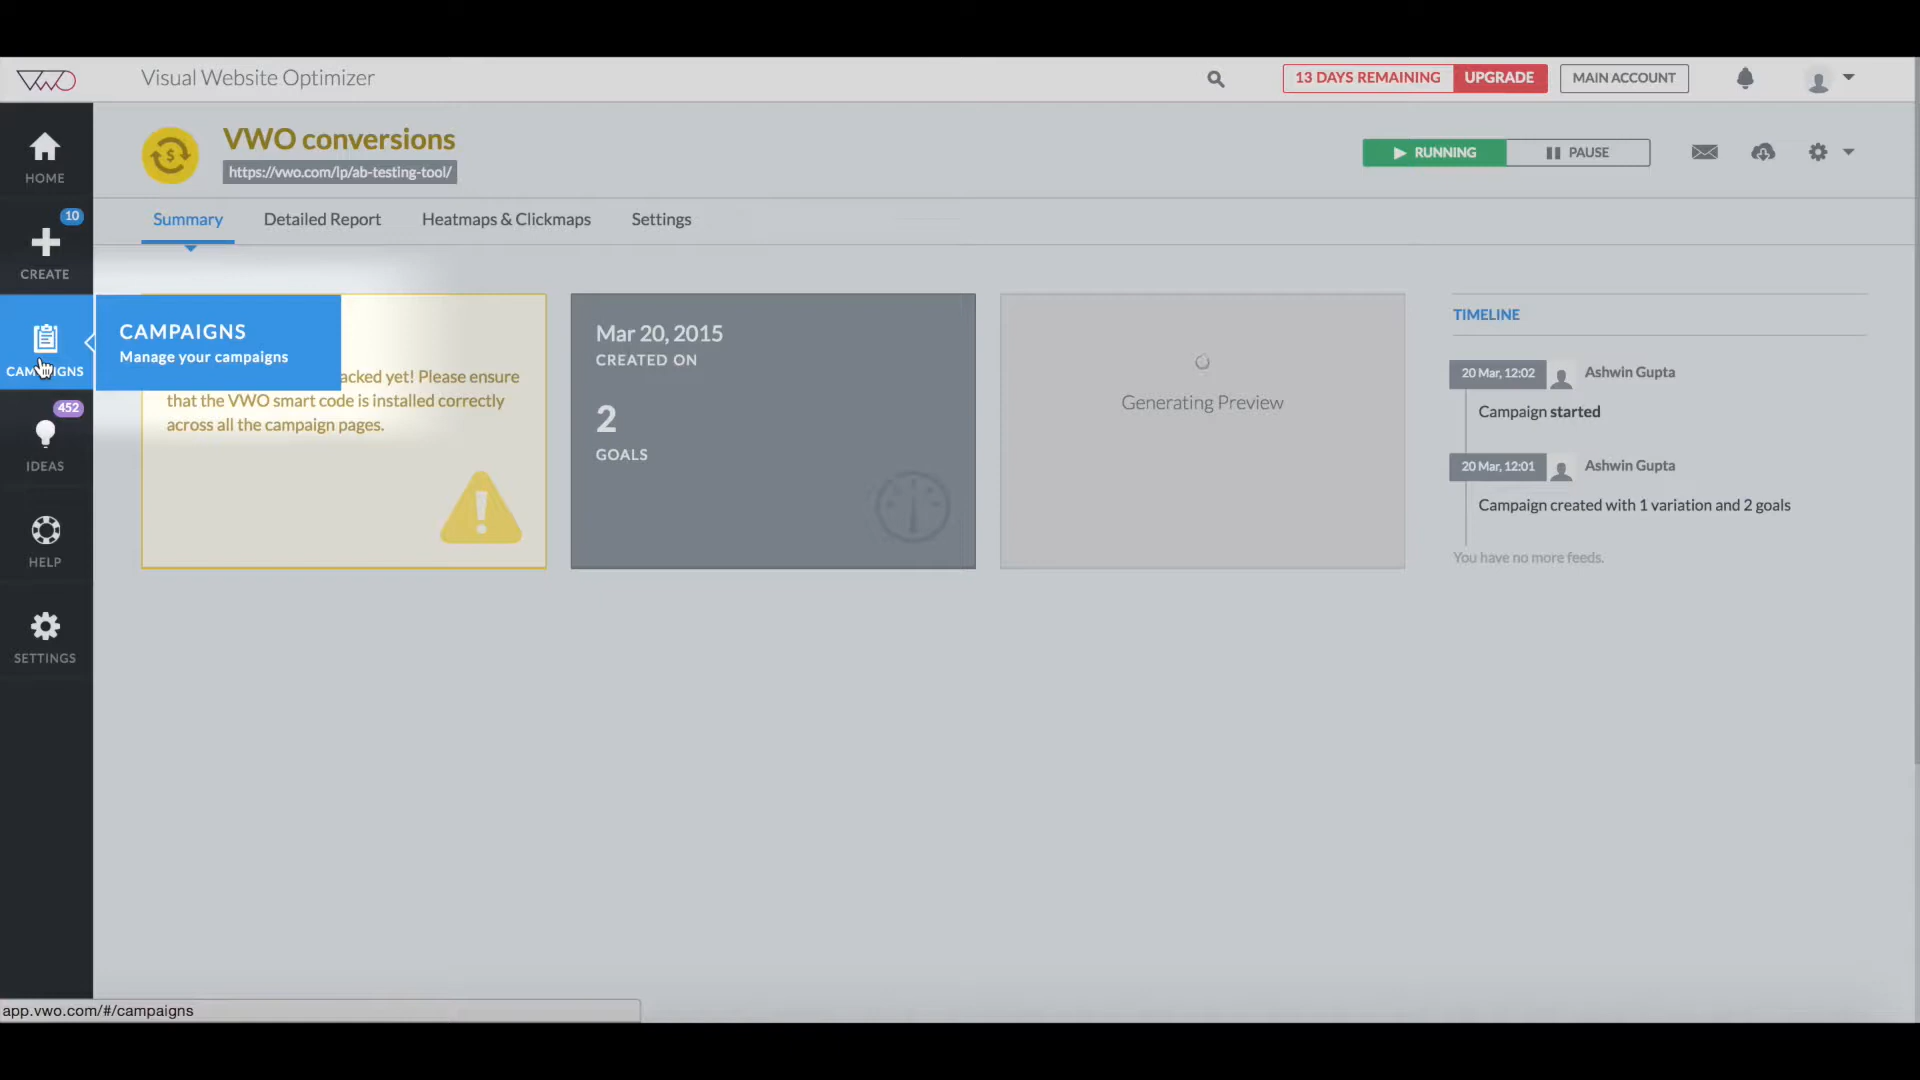 VWO
Visual Website Optimizer
13 DAYS REMAINING UPGRADE
MAIN ACCOUNT
VWO conversions
https://vwo.com/lp/ab-testing-tool/
RUNNING
PAUSE
Summary
Detailed Report
Heatmaps & Clickmaps
Settings
HOME
10
CREATE
CAMPAIGNS
452
IDEAS
HELP
SETTINGS
CAMPAIGNS
Manage your campaigns
acked yet! Please ensure
that the VWO smart code is installed correctly
across all the campaign pages.
Mar 20, 2015
CREATED ON
2
GOALS
Generating Preview
TIMELINE
20 Mar, 12:02
Ashwin Gupta
Campaign started
20 Mar, 12:01
Ashwin Gupta
Campaign created with 1 variation and 2 goals
You have no more feeds.
app.vwo.com/#/campaigns